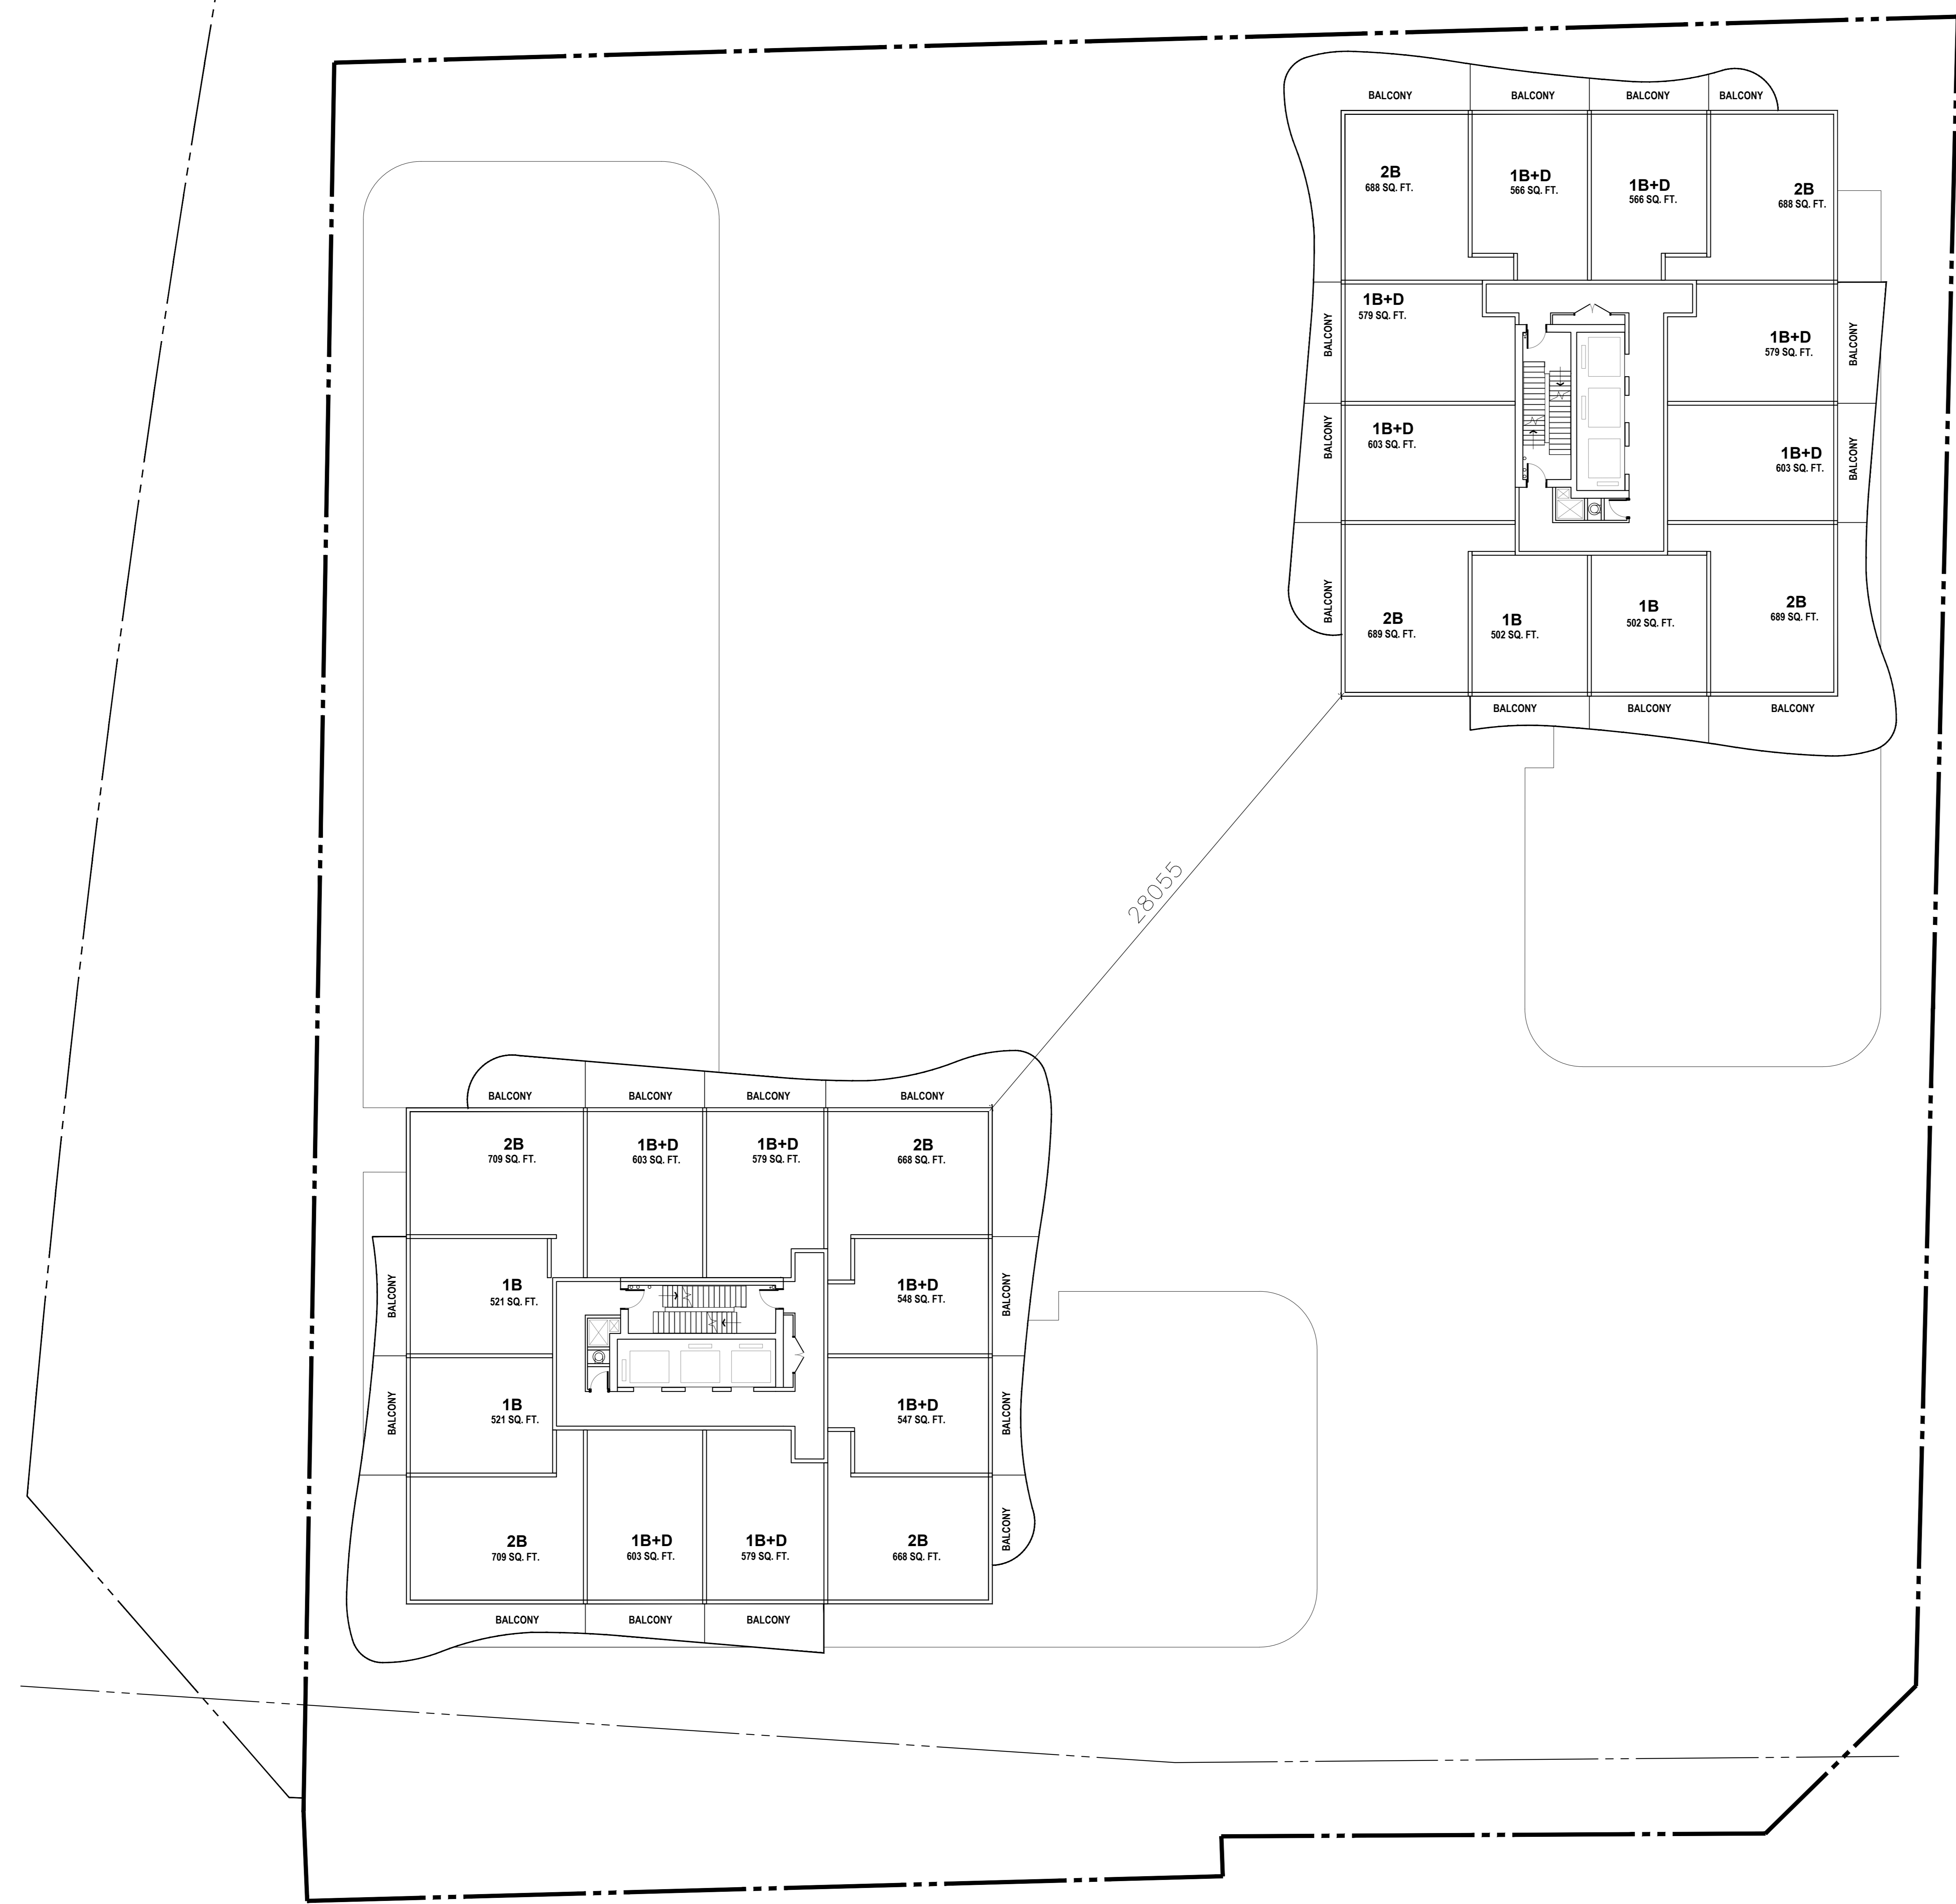 BALCONY
BALCONY
BALCONY
BALCONY
2B
688 SQ. FT.
1B+D
566 SQ. FT.
1B+D
566 SQ. FT.
2B
688 SQ. FT.
1B+D
579 SQ. FT.
BALCONY
1B+D
579 SQ. FT.
BALCONY
1B+D
603 SQ. FT.
BALCONY
1B+D
603 SQ. FT.
BALCONY
2B
689 SQ. FT.
BALCONY
1B
502 SQ. FT.
1B
502 SQ. FT.
2B
689 SQ. FT.
BALCONY
BALCONY
BALCONY
28055
BALCONY
BALCONY
BALCONY
BALCONY
2B
709 SQ. FT.
1B+D
603 SQ. FT.
1B+D
579 SQ. FT.
2B
668 SQ. FT.
BALCONY
1B
521 SQ. FT.
1B+D
548 SQ. FT.
BALCONY
BALCONY
1B
521 SQ. FT.
1B+D
547 SQ. FT.
BALCONY
2B
709 SQ. FT.
1B+D
603 SQ. FT.
1B+D
579 SQ. FT.
2B
668 SQ. FT.
BALCONY
BALCONY
BALCONY
BALCONY